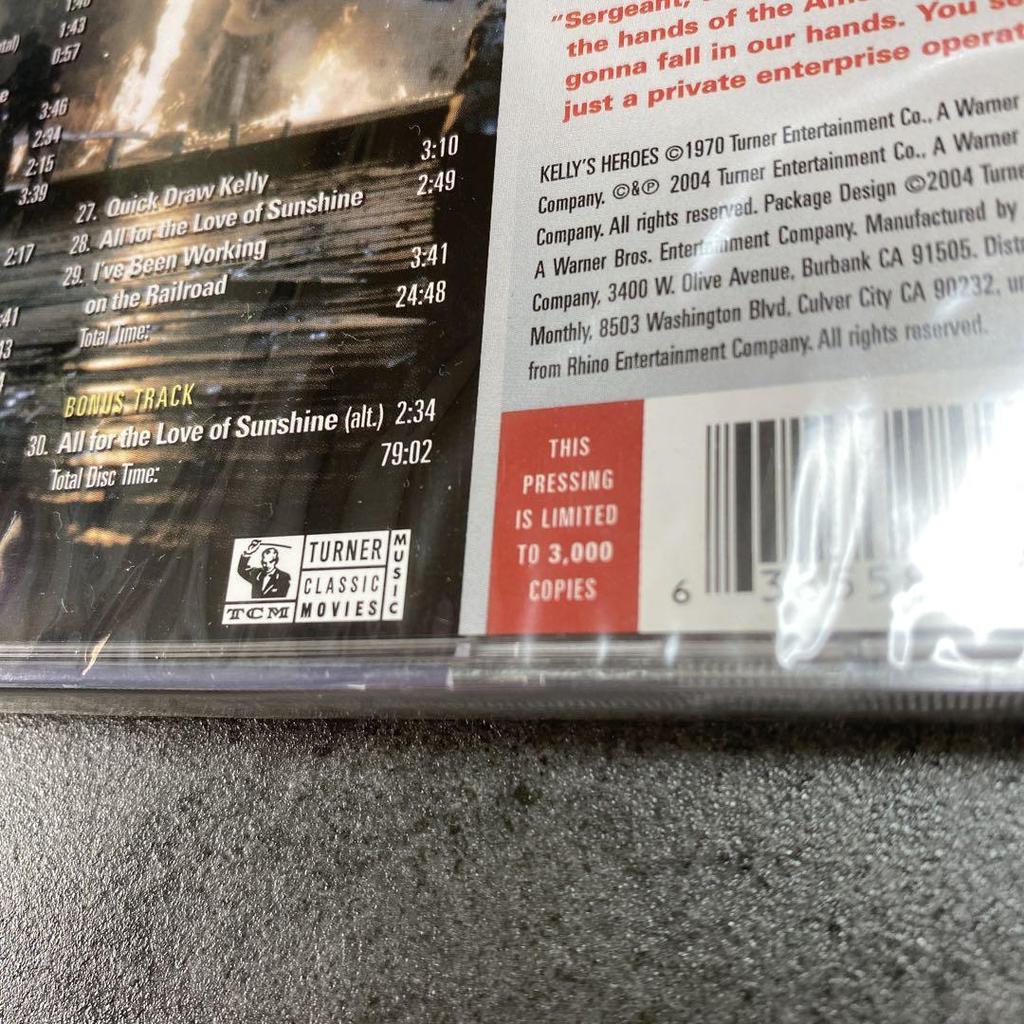 1:43
0:57
3:46
2:34
2:15
3:39
2:17
27. Quick Draw Kelly 3:10
28. All for the Love of Sunshine 2:49
29. I've Been Working
on the Railroad 3:41
Total Time: 24:48
BONUS TRACK
30. All for the Love of Sunshine (alt.) 2:34
Total Disc Time: 79:02
TCM
TURNER
CLASSIC
MOVIES
MUSIC
"Sergeant,
the hands of the
gonna fall in our hands. You
just a private enterprise
KELLY'S HEROES ©1970 Turner Entertainment Co., A Warner
Company. ©&℗ 2004 Turner Entertainment Co., A Warner
Company. All rights reserved. Package Design ©2004
A Warner Bros. Entertainment Company. Manufactured by
Company, 3400 W. Olive Avenue, Burbank CA 91505.
Monthly, 8503 Washington Blvd, Culver City CA 90232,
from Rhino Entertainment Company. All rights reserved.
THIS
PRESSING
IS LIMITED
TO 3,000
COPIES
6